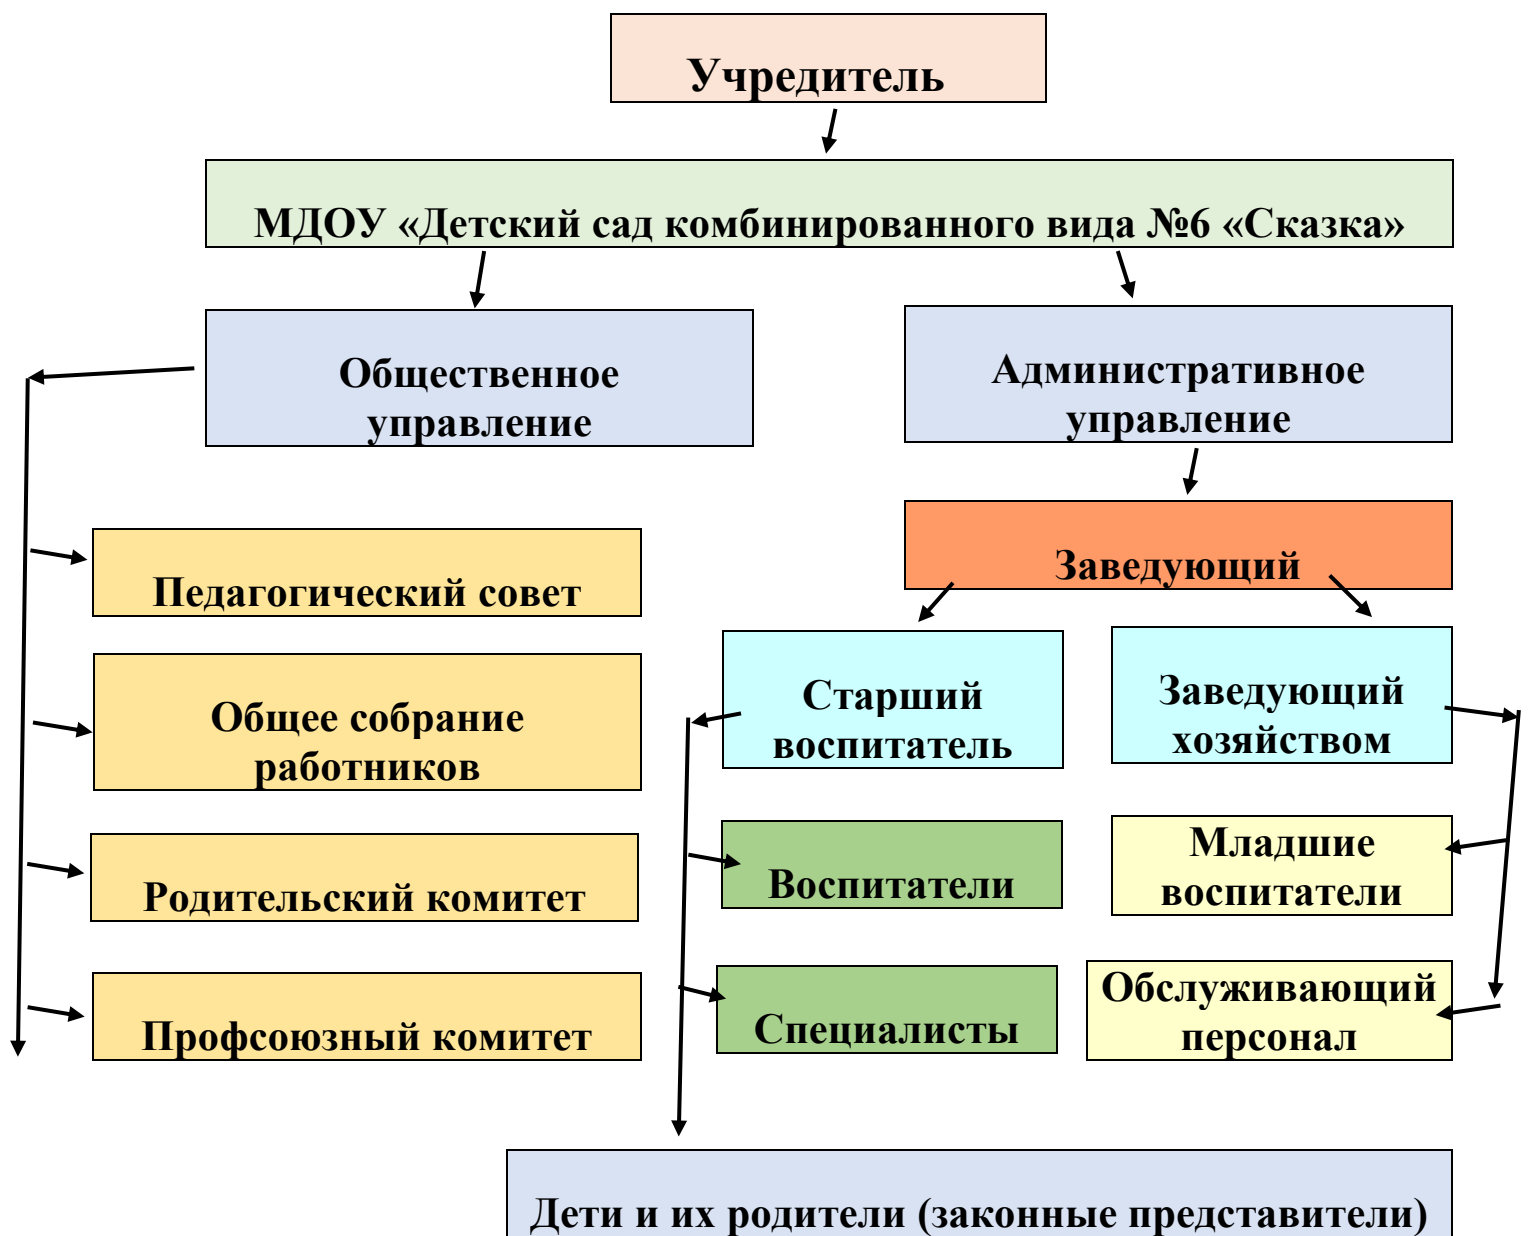 Учредитель
МДОУ «Детский сад комбинированного вида №6 «Сказка»
Общественное
управление
Административное
управление
Заведующий
Педагогический совет
Общее собрание
работников
Родительский комитет
Профсоюзный комитет
Старший
воспитатель
Заведующий
хозяйством
Воспитатели
Младшие
воспитатели
Специалисты
Обслуживающий
персонал
Дети и их родители (законные представители)